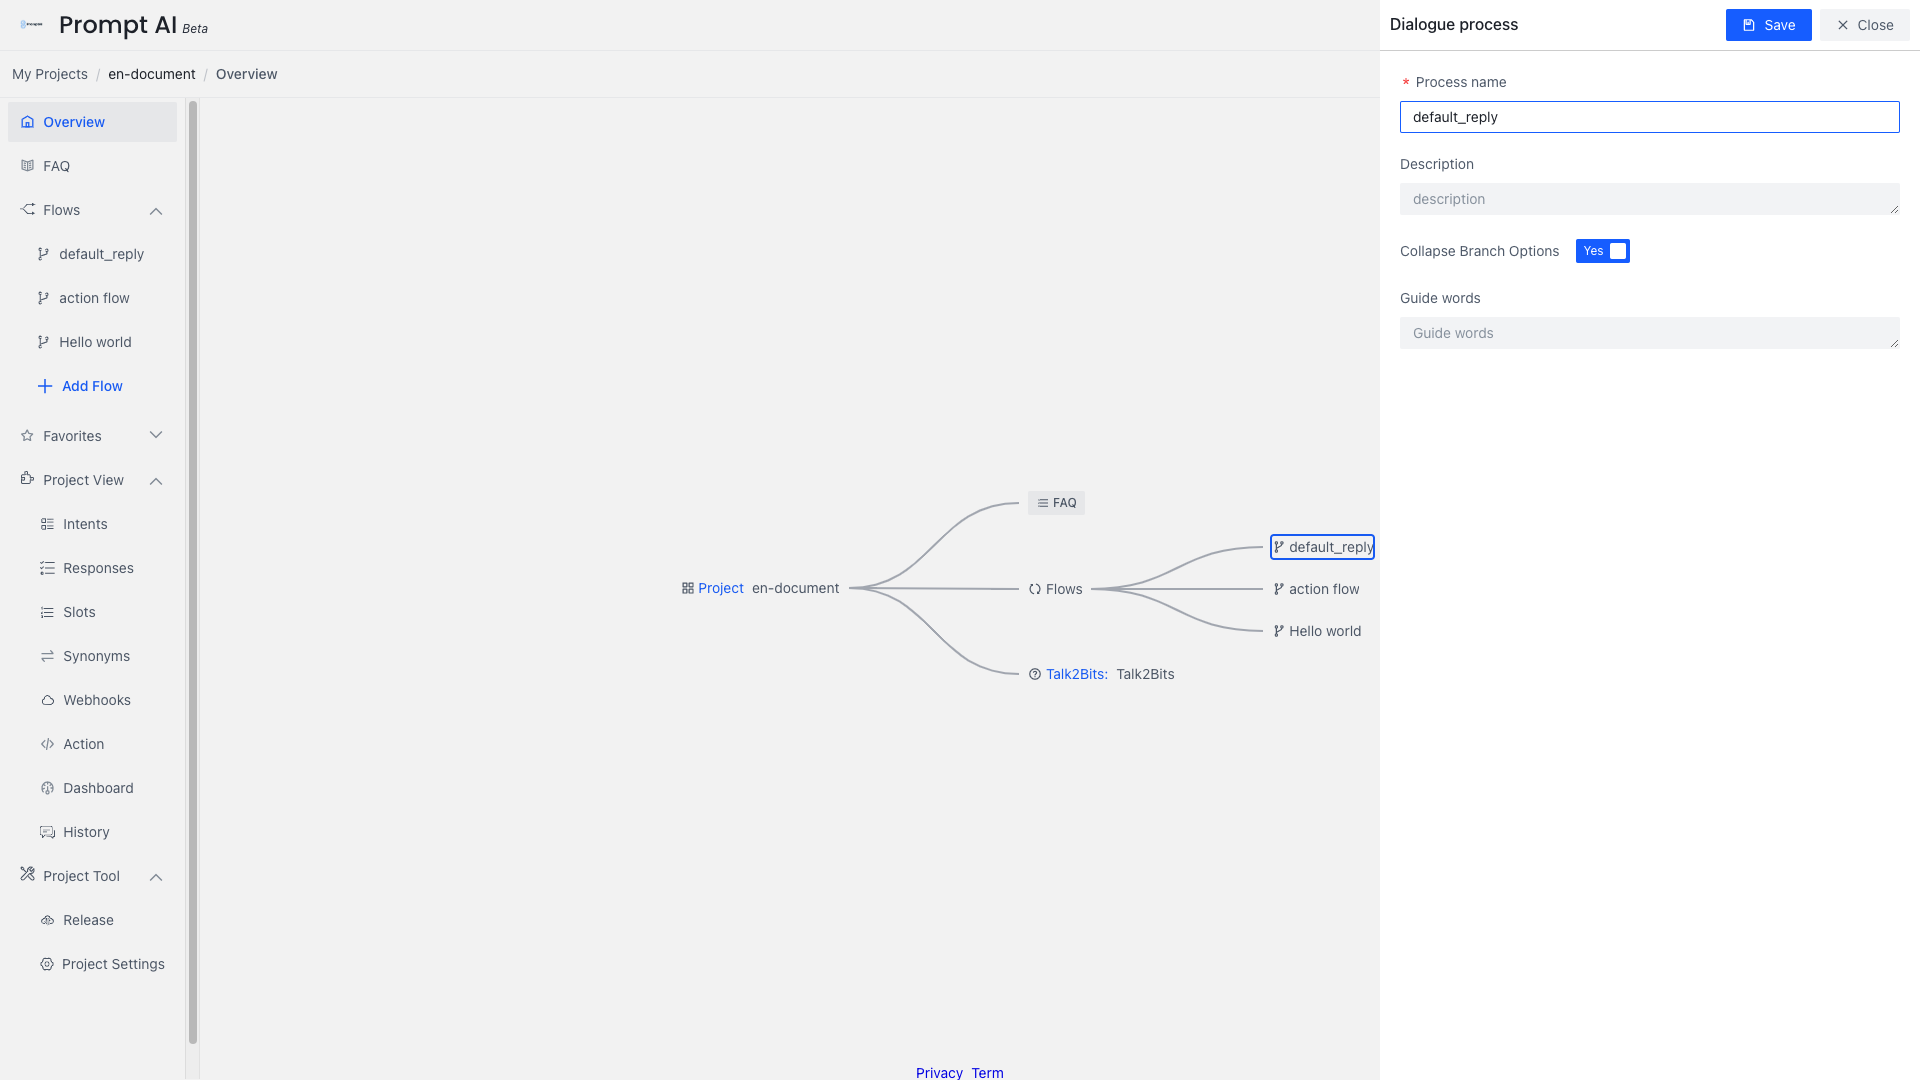 Prompt AI Beta
My Projects / en-document / Overview
Overview
FAQ
Flows
default_reply
action flow
Hello world
Add Flow
Favorites
Project View
Intents
Responses
Slots
Synonyms
Webhooks
Action
Dashboard
History
Project Tool
Release
Project Settings
FAQ
default_reply
Project en-document
Flows
action flow
Hello world
Talk2Bits: Talk2Bits
Privacy Term
Dialogue process
Save
Close
* Process name
default_reply
Description
description
Collapse Branch Options Yes
Guide words
Guide words